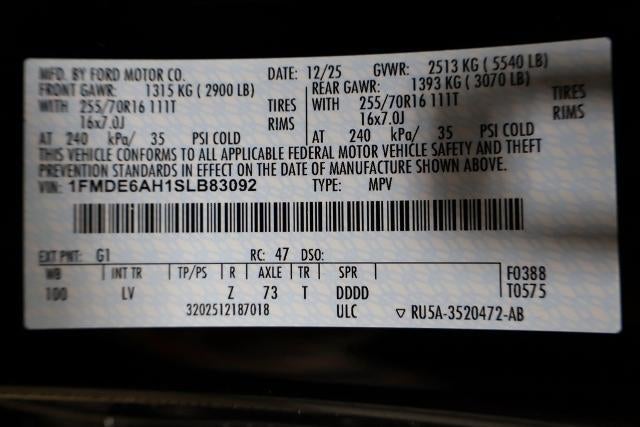 MFD. BY FORD MOTOR CO. DATE: 12/25 GVWR: 2513 KG ( 5540 LB)
FRONT GAWR: 1315 KG ( 2900 LB) REAR GAWR: 1393 KG ( 3070 LB)
WITH 255/70R16 111T TIRES WITH 255/70R16 111T TIRES
16x7.0J RIMS 16x7.0J RIMS
AT 240 kPa/ 35 PSI COLD AT 240 kPa/ 35 PSI COLD
THIS VEHICLE CONFORMS TO ALL APPLICABLE FEDERAL MOTOR VEHICLE SAFETY AND THEFT
PREVENTION STANDARDS IN EFFECT ON THE DATE OF MANUFACTURE SHOWN ABOVE.
VIN: 1FMDE6AH1SLB83092 TYPE: MPV
EXT PNT: G1 RC: 47 DSO:
WB INT TR TP/PS R AXLE TR SPR F0388
100 LV Z 73 T DDDD T0575
3202512187018 ULC ▽ RU5A-3520472-AB